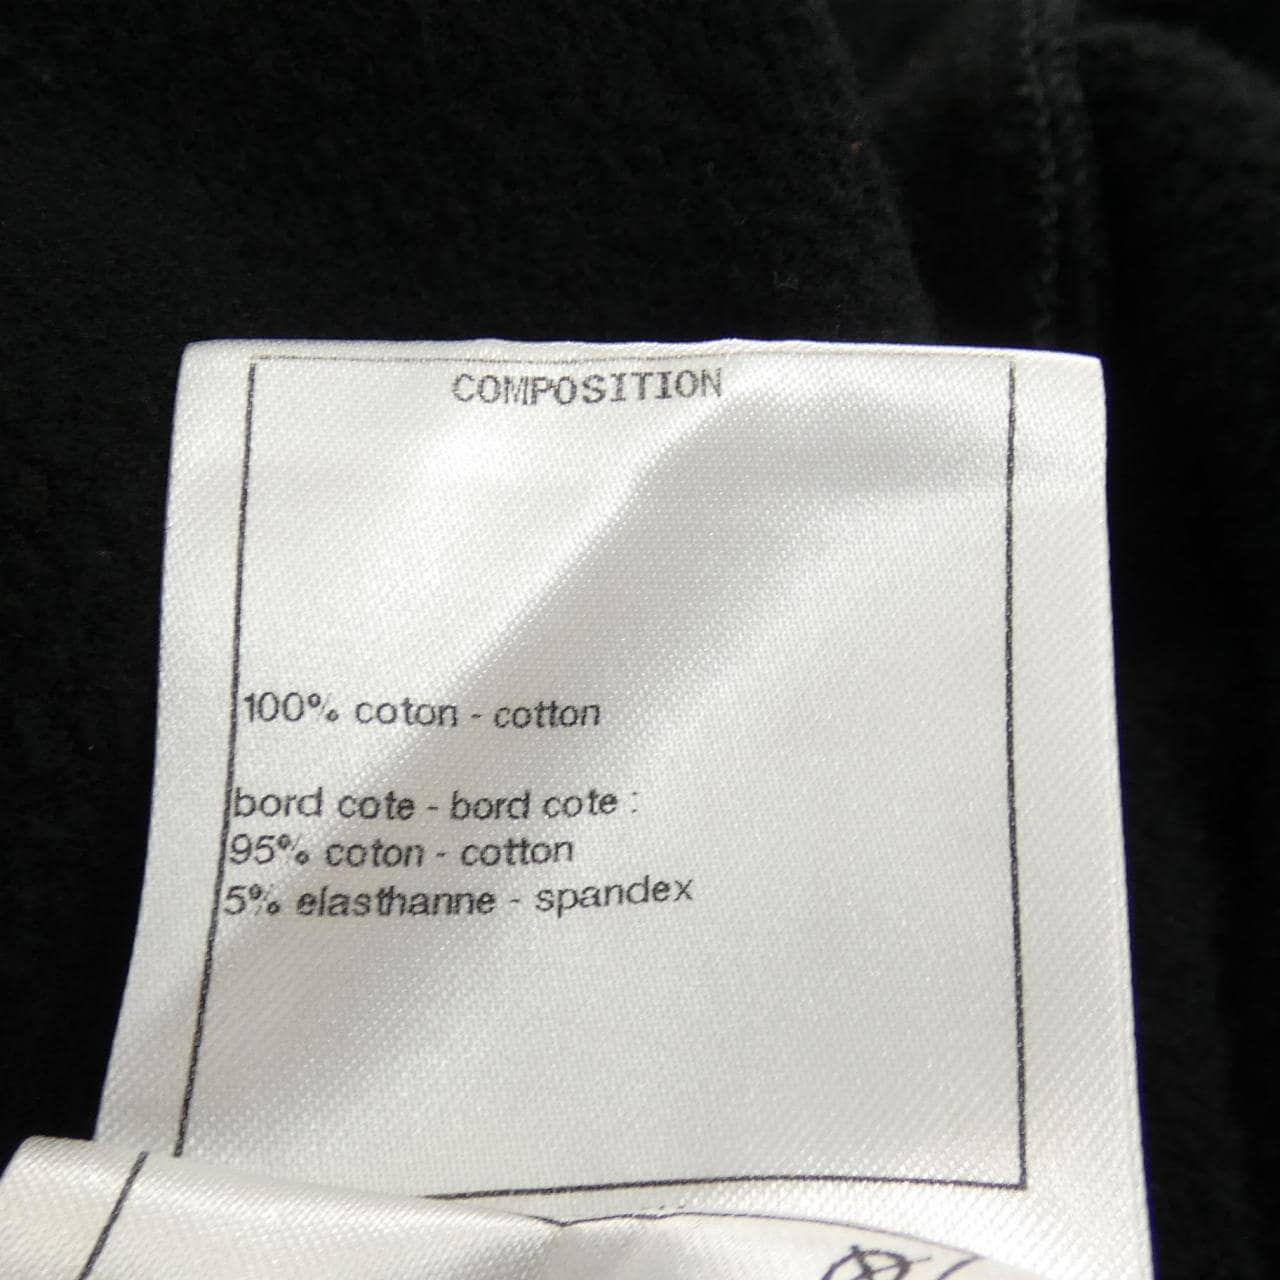 COMPOSITION
100% coton - cotton
bord cote - bord cote :
95% coton - cotton
5% elasthanne - spandex